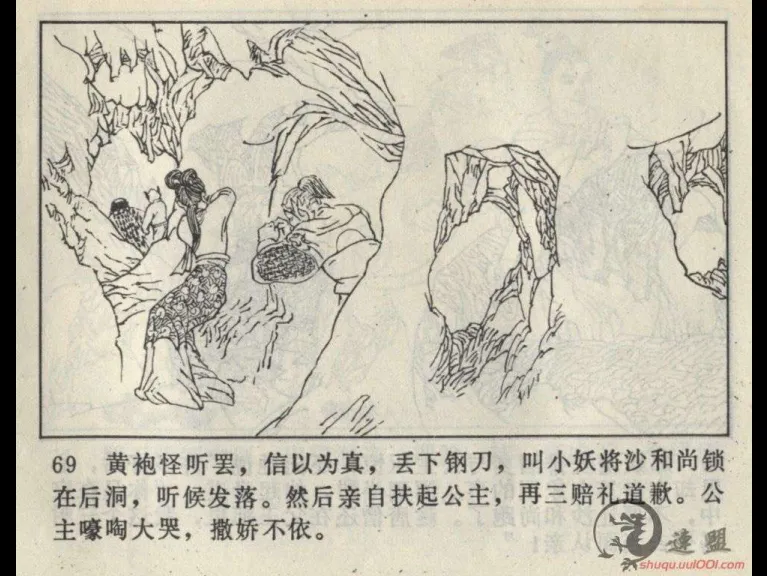 69 黄袍怪听罢，信以为真，丢下钢刀，叫小妖将沙和尚锁
在后洞，听候发落。然后亲自扶起公主，再三赔礼道歉。公
主嚎啕大哭，撒娇不依。
连盟
shuqu.uul001.com